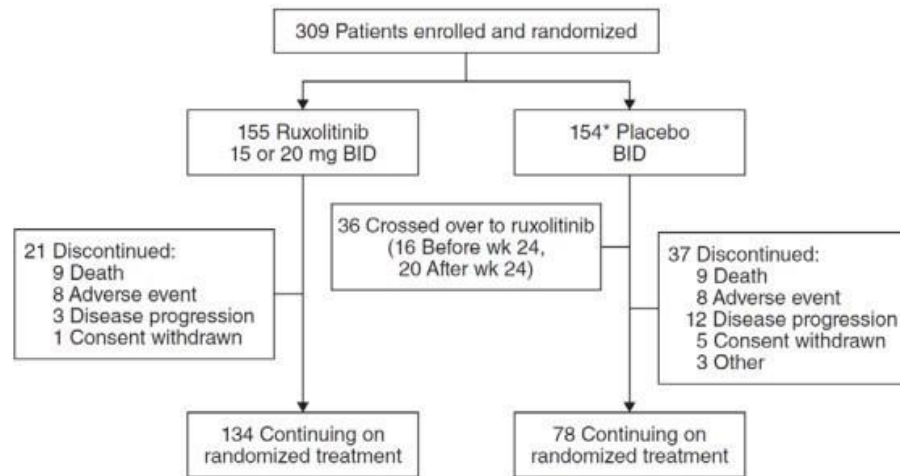 309 Patients enrolled and randomized
155 Ruxolitinib
15 or 20 mg BID
154* Placebo
BID
36 Crossed over to ruxolitinib
(16 Before wk 24,
20 After wk 24)
21 Discontinued:
9 Death
8 Adverse event
3 Disease progression
1 Consent withdrawn
37 Discontinued:
9 Death
8 Adverse event
12 Disease progression
5 Consent withdrawn
3 Other
134 Continuing on
randomized treatment
78 Continuing on
randomized treatment